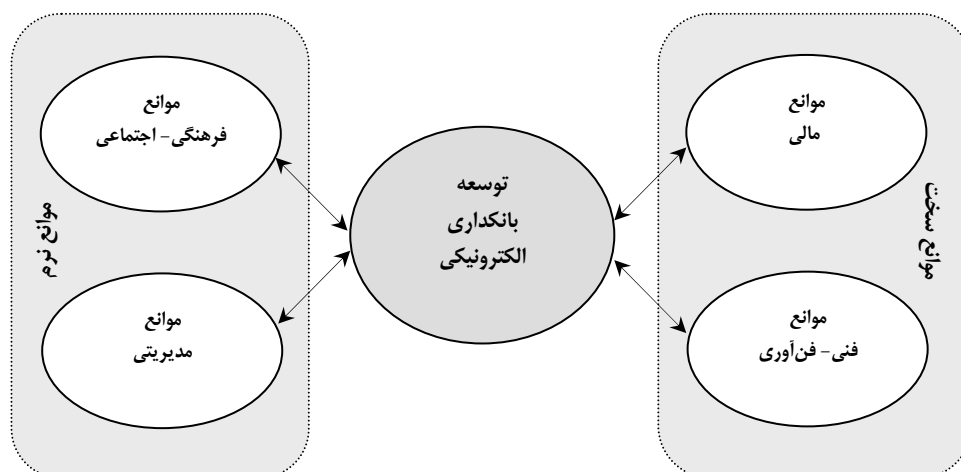 موانع
مالی
موانع سخت
موانع
فنی- فن‌آوری
توسعه
بانکداری
الکترونیکی
موانع
فرهنگی- اجتماعی
موانع نرم
موانع
مدیریتی